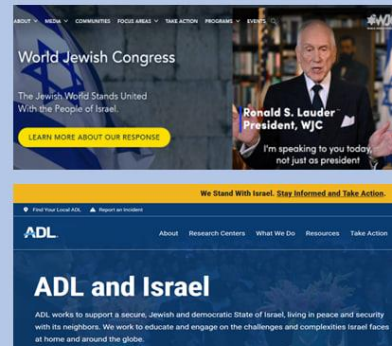 ABOUT MEDIA COMMUNITIES FOCUS AREAS TAKE ACTION PROGRAMS EVENTS
World Jewish Congress
The Jewish World Stands United
With the People of Israel.
LEARN MORE ABOUT OUR RESPONSE
Ronald S. Lauder
President, WJC
I'm speaking to you today,
not just as president
We Stand With Israel. Stay Informed and Take Action.
Find Your Local ADL Report an Incident
ADL
About Research Centers What We Do Resources Take Action
ADL and Israel
ADL works to support a secure, Jewish and democratic State of Israel, living in peace and security
with its neighbors. We work to educate and engage on the challenges and complexities Israel faces
at home and around the globe.